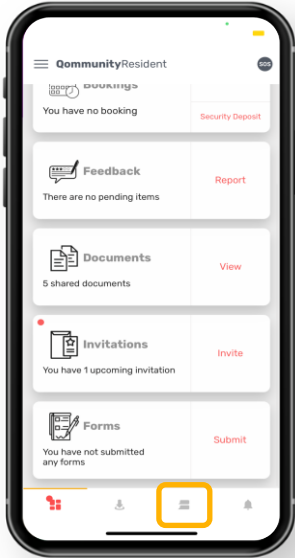 QommunityResident
SOS
Bookings
You have no booking
Security Deposit
Feedback
Report
There are no pending items
Documents
View
5 shared documents
Invitations
Invite
You have 1 upcoming invitation
Forms
Submit
You have not submitted
any forms